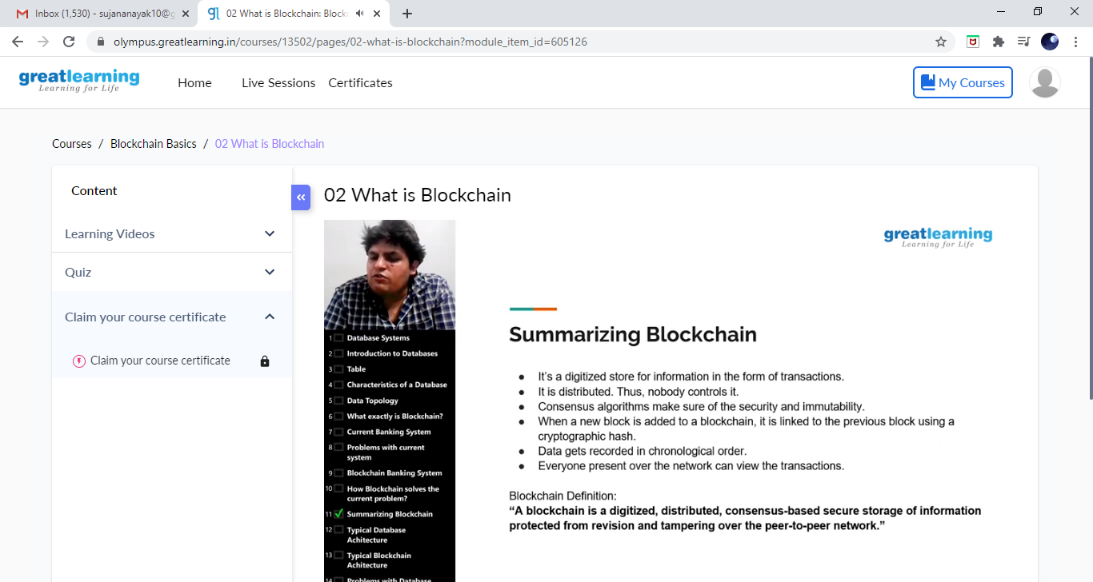 Inbox (1,530) - sujananayak10@g
02 What is Blockchain: Block
olympus.greatlearning.in/courses/13502/pages/02-what-is-blockchain?module_item_id=605126
greatlearning
Learning for Life
Home
Live Sessions
Certificates
My Courses
Courses / Blockchain Basics / 02 What is Blockchain
Content
Learning Videos
Quiz
Claim your course certificate
Claim your course certificate
02 What is Blockchain
1 Database Systems
2 Introduction to Databases
3 Table
4 Characteristics of a Database
5 Data Topology
6 What exactly is Blockchain?
7 Current Banking System
8 Problems with current
system
9 Blockchain Banking System
10 How Blockchain solves the
current problem?
11 Summarizing Blockchain
12 Typical Database
Achitecture
13 Typical Blockchain
Achitecture
14 Problems with Database
greatlearning
Learning for Life
Summarizing Blockchain
● It's a digitized store for information in the form of transactions.
● It is distributed. Thus, nobody controls it.
● Consensus algorithms make sure of the security and immutability.
● When a new block is added to a blockchain, it is linked to the previous block using a
cryptographic hash.
● Data gets recorded in chronological order.
● Everyone present over the network can view the transactions.
Blockchain Definition:
“A blockchain is a digitized, distributed, consensus-based secure storage of information
protected from revision and tampering over the peer-to-peer network.”